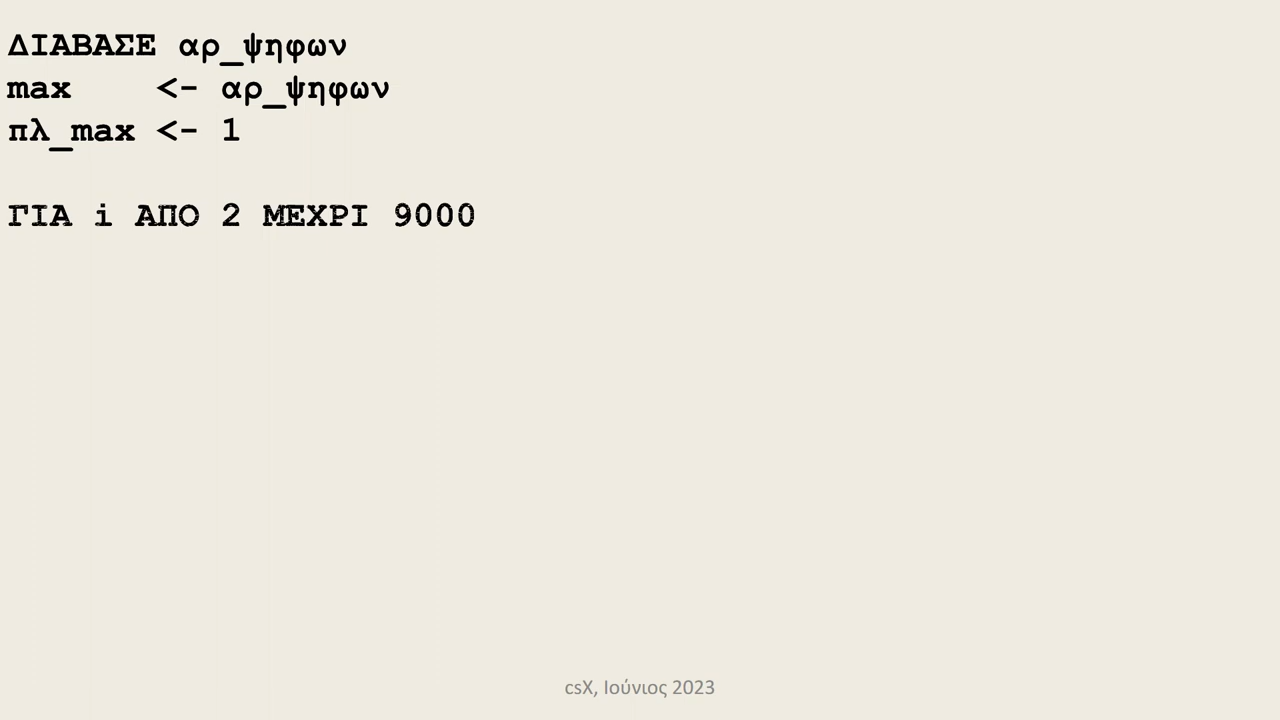 ΔΙΑΒΑΣΕ αρ_ψηφων
max <- αρ_ψηφων
πλ_max <- 1
ΓΙΑ i ΑΠΟ 2 ΜΕΧΡΙ 9000
csX, Ιούνιος 2023